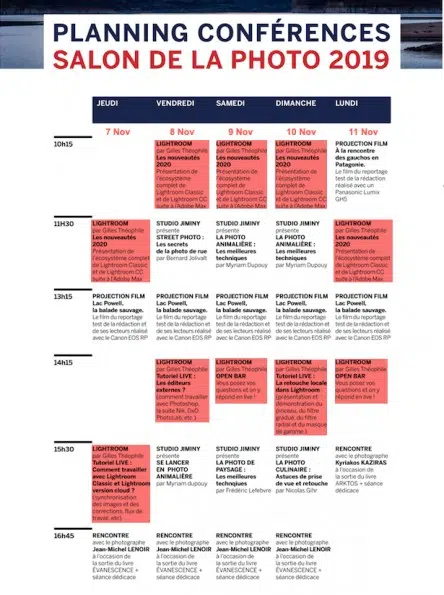 PLANNING CONFÉRENCES
SALON DE LA PHOTO 2019
JEUDI VENDREDI SAMEDI DIMANCHE LUNDI
7 Nov 8 Nov 9 Nov 10 Nov 11 Nov
10h15
LIGHTROOM
par Gilles Théophile
Les nouveautés
2020
Présentation de
l'écosystème
complet de
Lightroom Classic
et de Lightroom CC
suite à l'Adobe Max
LIGHTROOM
par Gilles Théophile
Les nouveautés
2020
Présentation de
l'écosystème
complet de
Lightroom Classic
et de Lightroom CC
suite à l'Adobe Max
LIGHTROOM
par Gilles Théophile
Les nouveautés
2020
Présentation de
l'écosystème
complet de
Lightroom Classic
et de Lightroom CC
suite à l'Adobe Max
PROJECTION FILM
À la rencontre
des gauchos en
Patagonie.
Le film du reportage
test de la rédaction
réalisé avec un
Panasonic Lumix
GH5
11H30
LIGHTROOM
par Gilles Théophile
Les nouveautés
2020
Présentation de
l'écosystème complet
de Lightroom Classic
et de Lightroom CC
suite à l'Adobe Max
STUDIO JIMINY
présente
STREET PHOTO :
Les secrets
de la photo de rue
par Bernard Jolivalt
STUDIO JIMINY
présente
LA PHOTO
ANIMALIÈRE :
Les meilleures
techniques
par Myriam Dupouy
STUDIO JIMINY
présente
LA PHOTO
ANIMALIÈRE :
Les meilleures
techniques
par Myriam Dupouy
LIGHTROOM
par Gilles Théophile
Les nouveautés
2020
Présentation de
l'écosystème complet
de Lightroom Classic
et de Lightroom CC
suite à l'Adobe Max
13h15
PROJECTION FILM
Lac Powell,
la balade sauvage.
Le film du reportage
test de la rédaction et
de ses lecteurs réalisé
avec le Canon EOS RP
PROJECTION FILM
Lac Powell,
la balade sauvage.
Le film du reportage
test de la rédaction et
de ses lecteurs réalisé
avec le Canon EOS RP
PROJECTION FILM
Lac Powell,
la balade sauvage.
Le film du reportage
test de la rédaction et
de ses lecteurs réalisé
avec le Canon EOS RP
PROJECTION FILM
Lac Powell,
la balade sauvage.
Le film du reportage
test de la rédaction et
de ses lecteurs réalisé
avec le Canon EOS RP
PROJECTION FILM
Lac Powell,
la balade sauvage.
Le film du reportage
test de la rédaction et
de ses lecteurs réalisé
avec le Canon EOS RP
14h15
LIGHTROOM
par Gilles Théophile
Tutoriel LIVE :
Les éditeurs
externes ?
(comment travailler
avec Photoshop,
la suite Nik, DxO
PhotoLab, etc.)
LIGHTROOM
par Gilles Théophile
OPEN BAR
Vous posez vos
questions et on y
répond en live !
LIGHTROOM
par Gilles Théophile
Tutoriel LIVE :
La retouche locale
dans Lightroom
(présentation et
démonstration du
pinceau, du filtre
gradué, du filtre
radial et du masque
de gamme.)
LIGHTROOM
par Gilles Théophile
OPEN BAR
Vous posez vos
questions et on y
répond en live !
15h30
LIGHTROOM
par Gilles Théophile
Tutoriel LIVE :
Comment travailler
avec Lightroom
Classic et Lightroom
version cloud ?
(synchronisation
des images et des
corrections, flux de
travail, etc).
STUDIO JIMINY
présente
SE LANCER
EN PHOTO
ANIMALIÈRE
par Myriam dupouy
STUDIO JIMINY
présente
LA PHOTO DE
PAYSAGE :
Les meilleures
techniques
par Frédéric Lefebvre
STUDIO JIMINY
présente
LA PHOTO
CULINAIRE :
Astuces de prise
de vue et retouche
par Nicolas Gihr
RENCONTRE
avec le photographe
Kyriakos KAZIRAS
à l'occasion de
la sortie du livre
ARKTOS + séance
dédicace
16h45
RENCONTRE
avec le photographe
Jean-Michel LENOIR
à l'occasion de
la sortie du livre
ÉVANESCENCE +
séance dédicace
RENCONTRE
avec le photographe
Jean-Michel LENOIR
à l'occasion de
la sortie du livre
ÉVANESCENCE +
séance dédicace
RENCONTRE
avec le photographe
Jean-Michel LENOIR
à l'occasion de
la sortie du livre
ÉVANESCENCE +
séance dédicace
RENCONTRE
avec le photographe
Jean-Michel LENOIR
à l'occasion de
la sortie du livre
ÉVANESCENCE +
séance dédicace